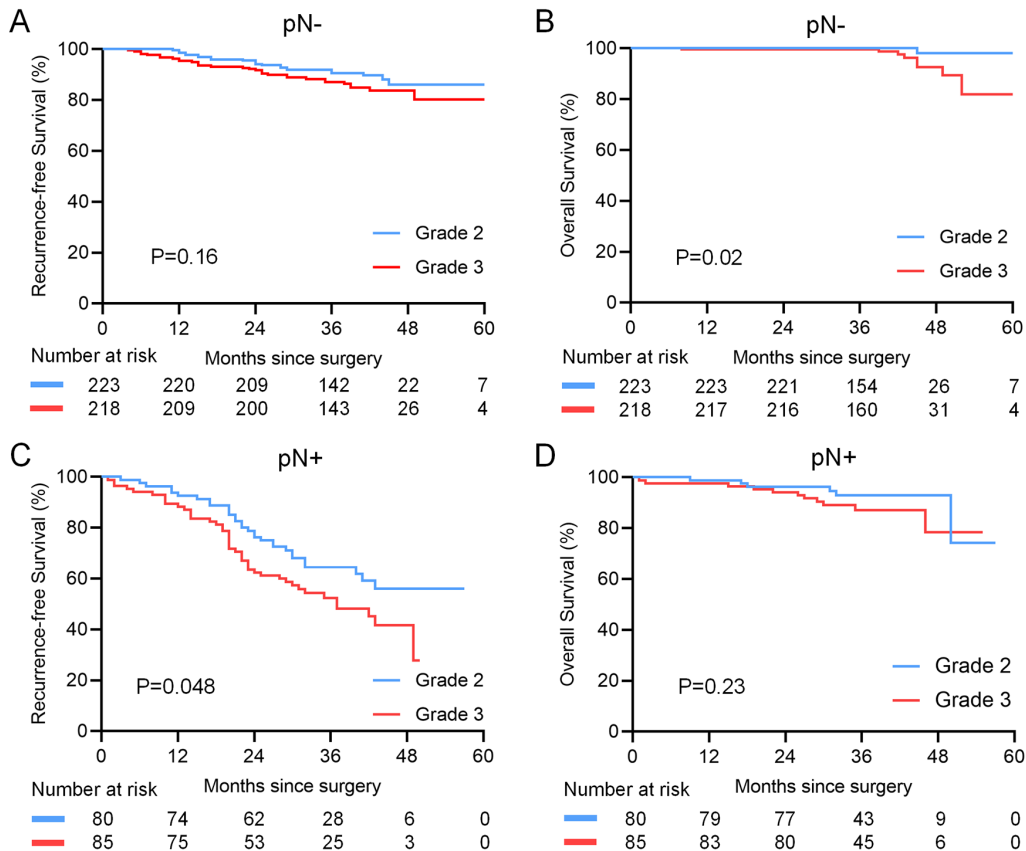 A
pN-
Recurrence-free Survival (%)
100
80
60
40
20
0
Grade 2
Grade 3
P=0.16
0 12 24 36 48 60
Number at risk
Months since surgery
223 220 209 142 22 7
218 209 200 143 26 4
B
pN-
Overall Survival (%)
100
80
60
40
20
0
Grade 2
Grade 3
P=0.02
0 12 24 36 48 60
Number at risk
Months since surgery
223 223 221 154 26 7
218 217 216 160 31 4
C
pN+
Recurrence-free Survival (%)
100
80
60
40
20
0
Grade 2
Grade 3
P=0.048
0 12 24 36 48 60
Number at risk
Months since surgery
80 74 62 28 6 0
85 75 53 25 3 0
D
pN+
Overall Survival (%)
100
80
60
40
20
0
Grade 2
Grade 3
P=0.23
0 12 24 36 48 60
Number at risk
Months since surgery
80 79 77 43 9 0
85 83 80 45 6 0